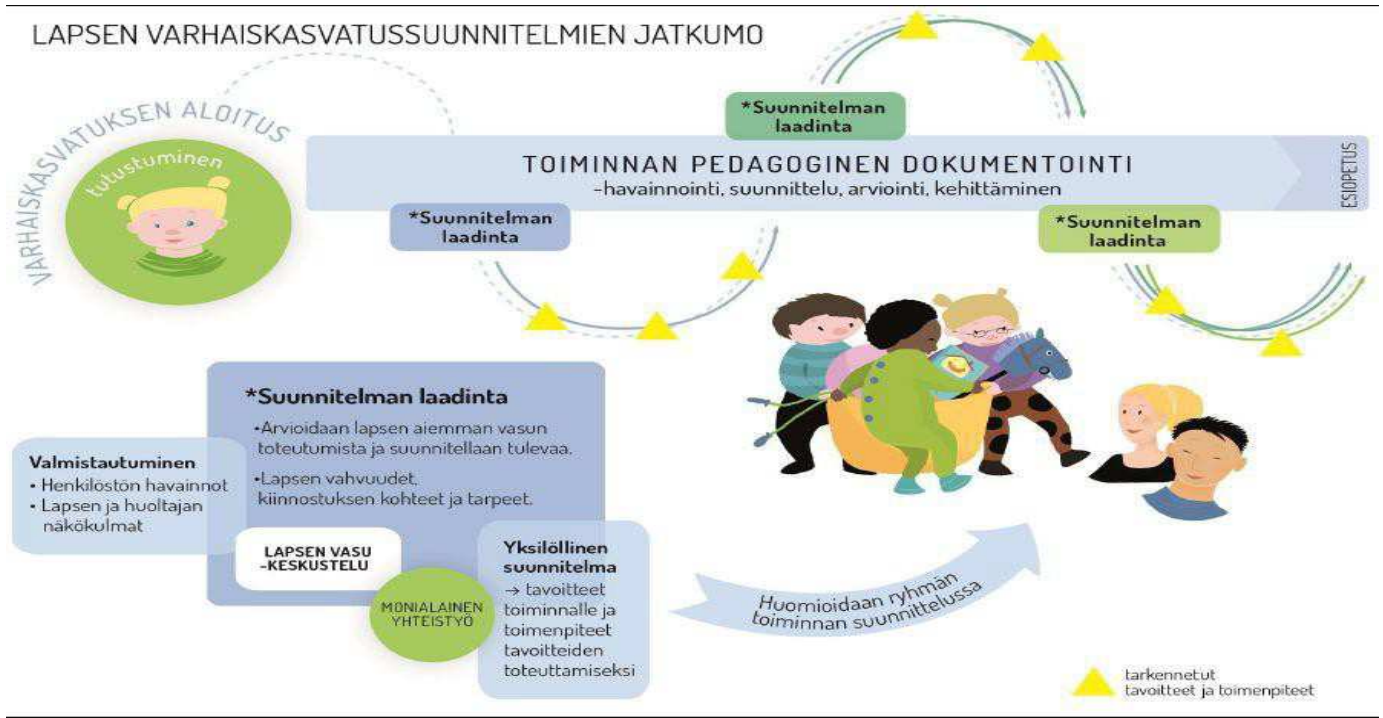 LAPSEN VARHAISKASVATUSSUUNNITELMIEN JATKUMO
VARHAISKASVATUKSEN ALOITUS
tutustuminen
*Suunnitelman
laadinta
TOIMINNAN PEDAGOGINEN DOKUMENTOINTI
-havainnointi, suunnittelu, arviointi, kehittäminen
ESIOPETUS
*Suunnitelman
laadinta
*Suunnitelman
laadinta
*Suunnitelman laadinta
•Arvioidaan lapsen aiemman vasun
toteutumista ja suunnitellaan tulevaa.
•Lapsen vahvuudet,
kiinnostuksen kohteet ja tarpeet.
Valmistautuminen
• Henkilöstön havainnot
• Lapsen ja huoltajan
näkökulmat
LAPSEN VASU
-KESKUSTELU
MONIALAINEN
YHTEISTYÖ
Yksilöllinen
suunnitelma
→ tavoitteet
toiminnalle ja
toimenpiteet
tavoitteiden
toteuttamiseksi
Huomioidaan ryhmän
toiminnan suunnittelussa
tarkennetut
tavoitteet ja toimenpiteet